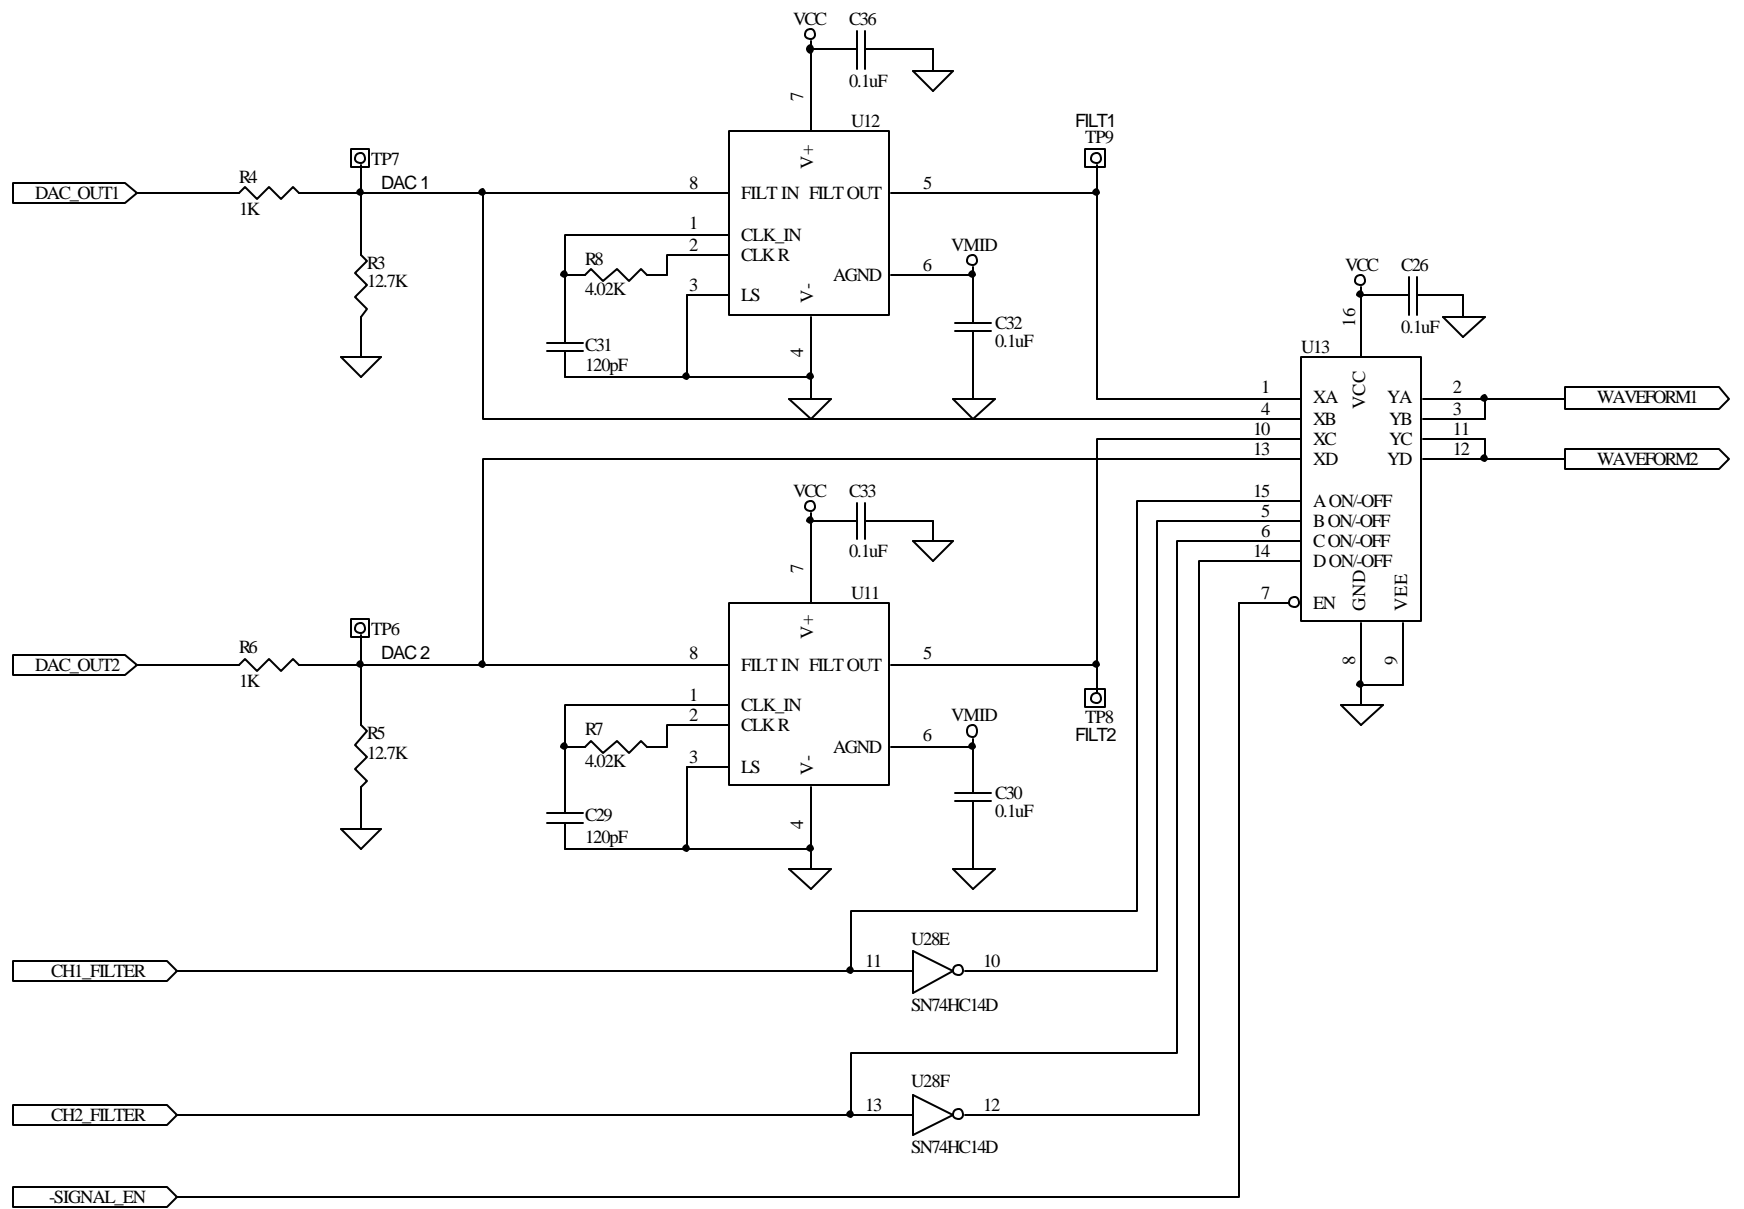 VCC
C36
0.1uF
7
U12
V+
FILT IN
FILT OUT
8
5
1
CLK_IN
2
CLK R
3
LS
V-
4
AGND
6
VMID
C32
0.1uF
FILT1
TP9
DAC_OUT1
R4
1K
TP7
DAC 1
R3
12.7K
R8
4.02K
C31
120pF
VCC
C26
0.1uF
16
U13
VCC
1
XA
4
XB
10
XC
13
XD
YA
2
YB
3
YC
11
YD
12
WAVEFORM1
WAVEFORM2
15
A ON/-OFF
5
B ON/-OFF
6
C ON/-OFF
14
D ON/-OFF
7
EN
GND
VEE
8
9
VCC
C33
0.1uF
7
U11
V+
FILT IN
FILT OUT
8
5
1
CLK_IN
2
CLK R
3
LS
V-
4
AGND
6
VMID
C30
0.1uF
TP8
FILT2
DAC_OUT2
R6
1K
TP6
DAC 2
R5
12.7K
R7
4.02K
C29
120pF
CH1_FILTER
11
U28E
10
SN74HC14D
CH2_FILTER
13
U28F
12
SN74HC14D
-SIGNAL_EN